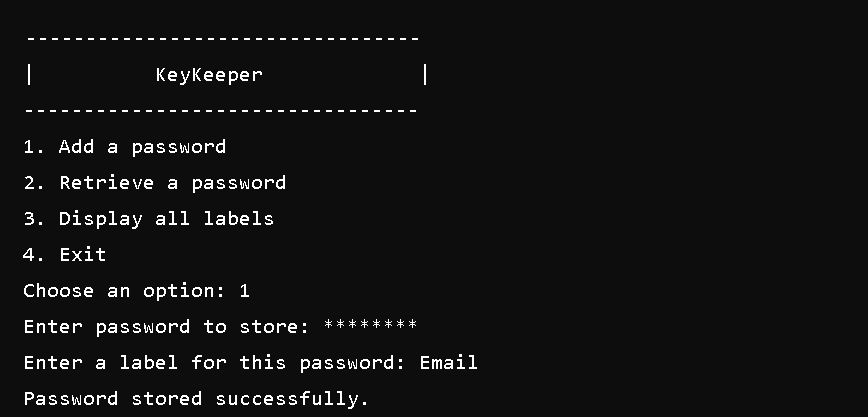 ---------------------------------
|          KeyKeeper             |
---------------------------------
1. Add a password
2. Retrieve a password
3. Display all labels
4. Exit
Choose an option: 1
Enter password to store: ********
Enter a label for this password: Email
Password stored successfully.